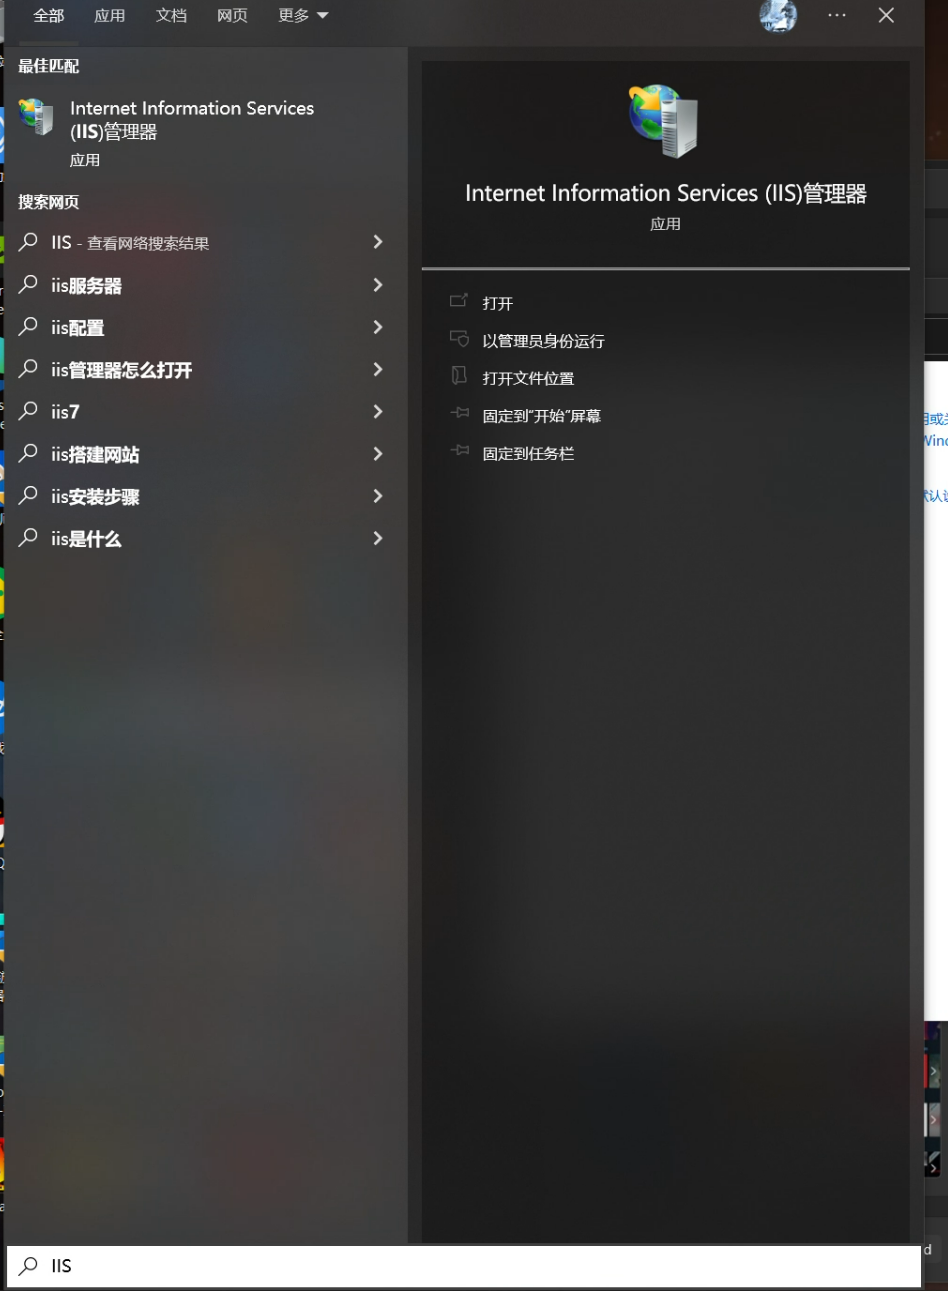 全部 应用 文档 网页 更多
最佳匹配
Internet Information Services
(IIS)管理器
应用
搜索网页
IIS - 查看网络搜索结果
iis服务器
iis配置
iis管理器怎么打开
iis7
iis搭建网站
iis安装步骤
iis是什么
Internet Information Services (IIS)管理器
应用
打开
以管理员身份运行
打开文件位置
固定到"开始"屏幕
固定到任务栏
IIS